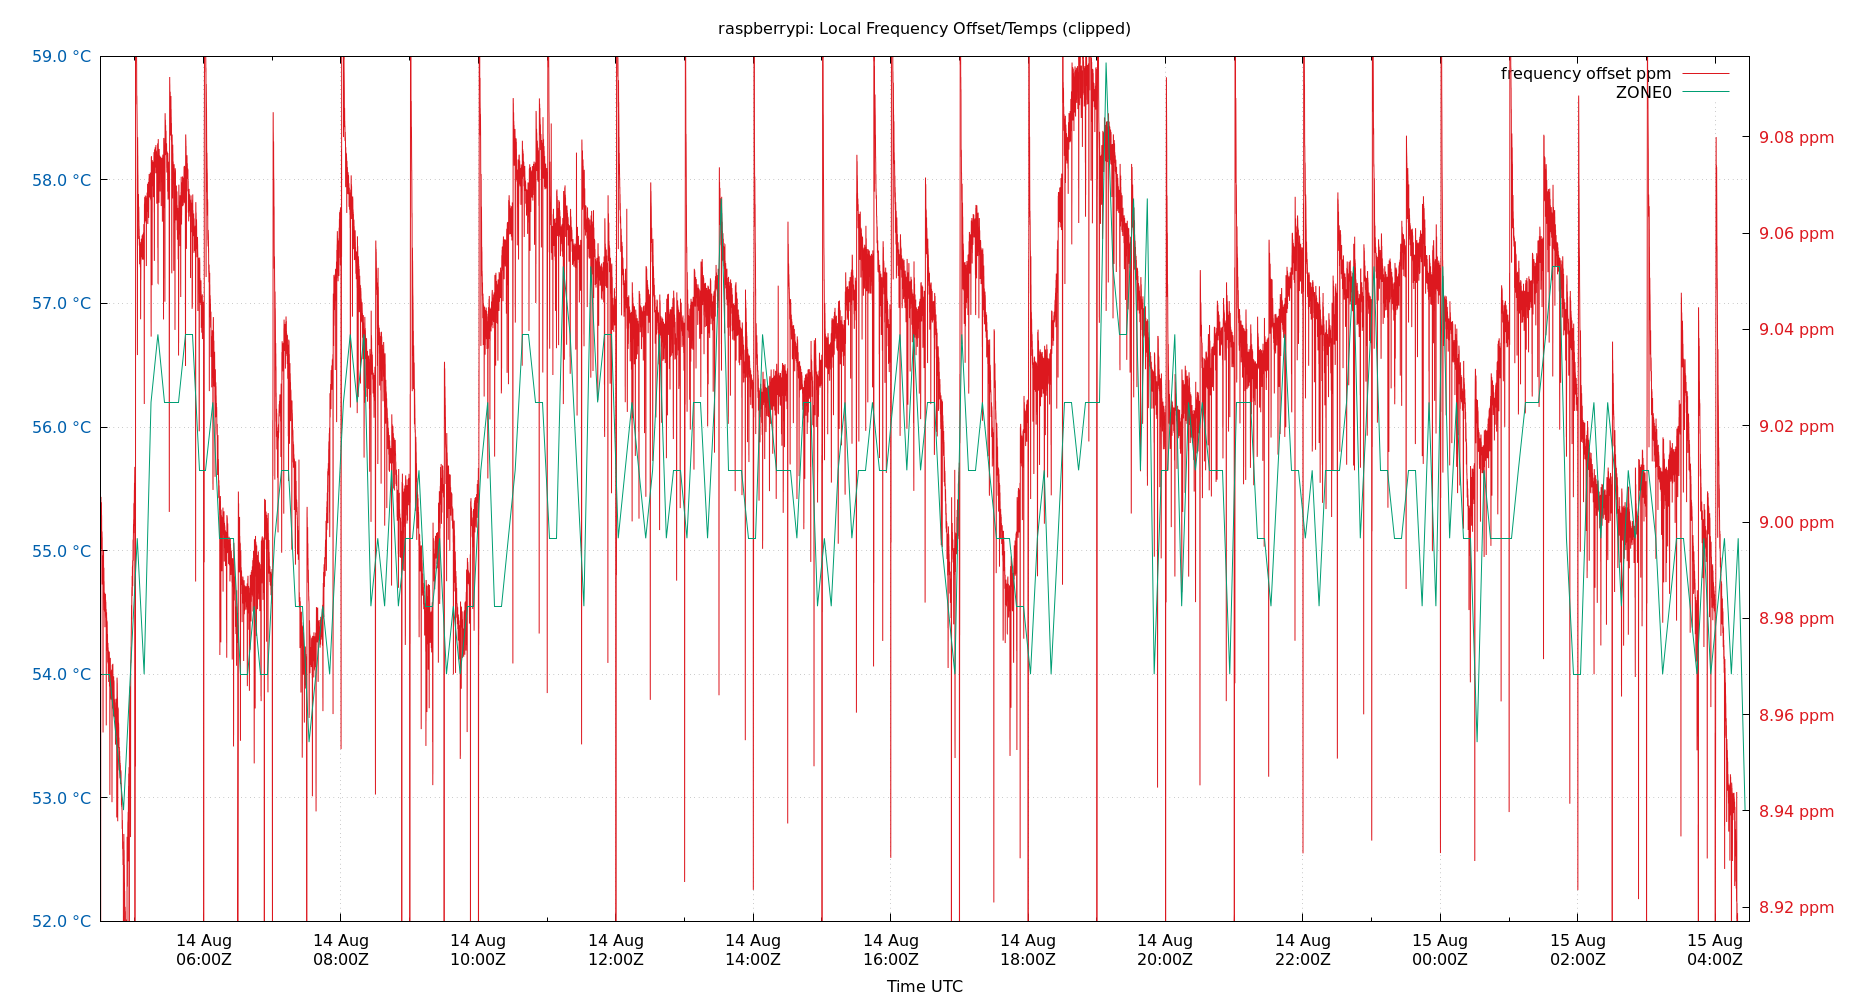 raspberrypi: Local Frequency Offset/Temps (clipped)
59.0 °C
58.0 °C
57.0 °C
56.0 °C
55.0 °C
54.0 °C
53.0 °C
52.0 °C
frequency offset ppm
ZONE0
9.08 ppm
9.06 ppm
9.04 ppm
9.02 ppm
9.00 ppm
8.98 ppm
8.96 ppm
8.94 ppm
8.92 ppm
14 Aug
06:00Z
14 Aug
08:00Z
14 Aug
10:00Z
14 Aug
12:00Z
14 Aug
14:00Z
14 Aug
16:00Z
14 Aug
18:00Z
14 Aug
20:00Z
14 Aug
22:00Z
15 Aug
00:00Z
15 Aug
02:00Z
15 Aug
04:00Z
Time UTC